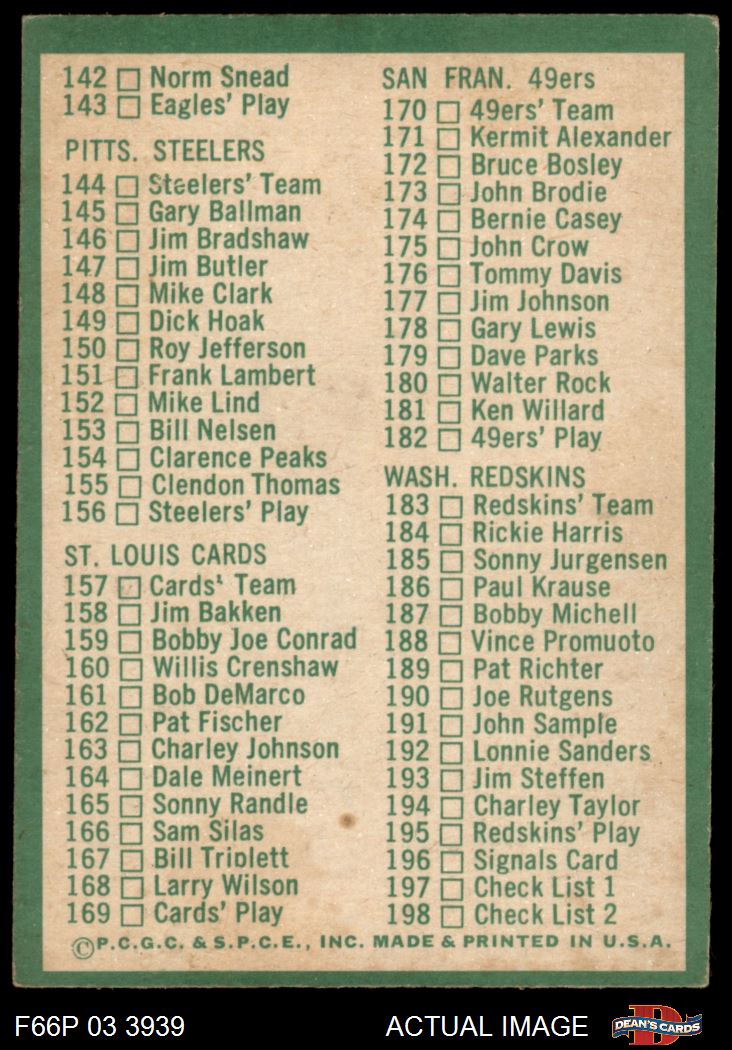 142 Norm Snead
143 Eagles' Play
PITTS. STEELERS
144 Steelers' Team
145 Gary Ballman
146 Jim Bradshaw
147 Jim Butler
148 Mike Clark
149 Dick Hoak
150 Roy Jefferson
151 Frank Lambert
152 Mike Lind
153 Bill Nelsen
154 Clarence Peaks
155 Clendon Thomas
156 Steelers' Play
ST. LOUIS CARDS
157 Cards' Team
158 Jim Bakken
159 Bobby Joe Conrad
160 Willis Crenshaw
161 Bob DeMarco
162 Pat Fischer
163 Charley Johnson
164 Dale Meinert
165 Sonny Randle
166 Sam Silas
167 Bill Triplett
168 Larry Wilson
169 Cards' Play
SAN FRAN. 49ers
170 49ers' Team
171 Kermit Alexander
172 Bruce Bosley
173 John Brodie
174 Bernie Casey
175 John Crow
176 Tommy Davis
177 Jim Johnson
178 Gary Lewis
179 Dave Parks
180 Walter Rock
181 Ken Willard
182 49ers' Play
WASH. REDSKINS
183 Redskins' Team
184 Rickie Harris
185 Sonny Jurgensen
186 Paul Krause
187 Bobby Michell
188 Vince Promuoto
189 Pat Richter
190 Joe Rutgens
191 John Sample
192 Lonnie Sanders
193 Jim Steffen
194 Charley Taylor
195 Redskins' Play
196 Signals Card
197 Check List 1
198 Check List 2
©P.C.G.C. & S.P.C.E., INC. MADE & PRINTED IN U.S.A.
F66P 03 3939 ACTUAL IMAGE
D
DEAN'S CARDS